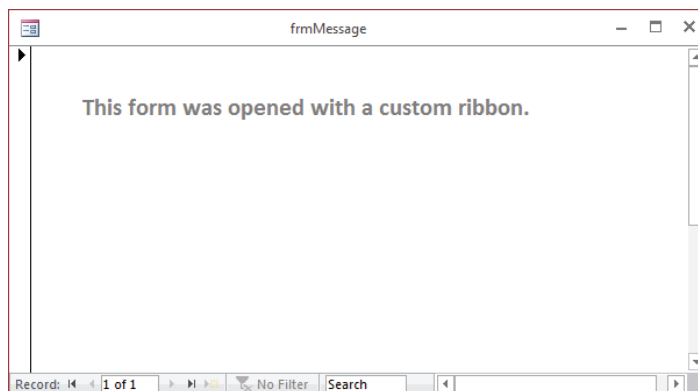 frmMessage
This form was opened with a custom ribbon.
Record: 1 of 1 No Filter Search